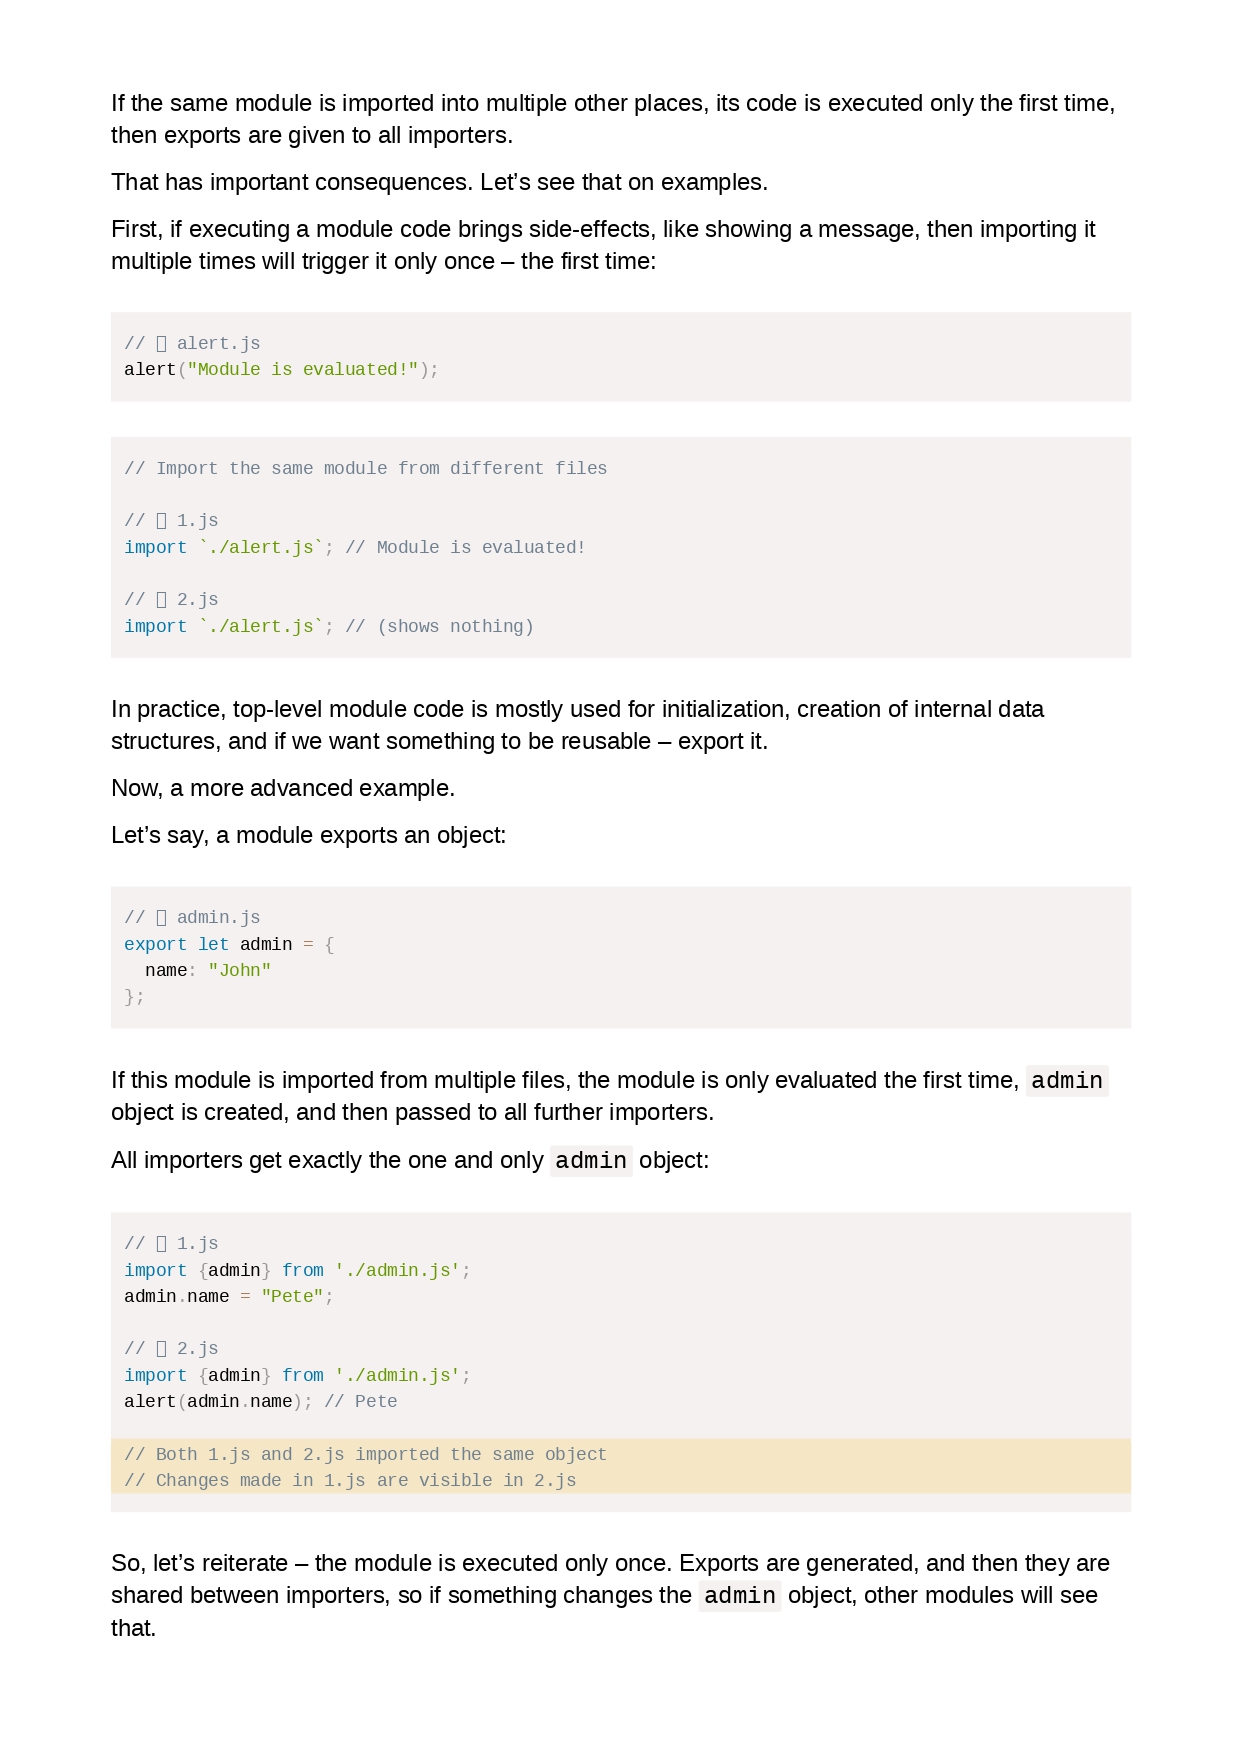 If the same module is imported into multiple other places, its code is executed only the first time,
then exports are given to all importers.
That has important consequences. Let’s see that on examples.
First, if executing a module code brings side-effects, like showing a message, then importing it
multiple times will trigger it only once – the first time:
// alert.js
alert("Module is evaluated!");
// Import the same module from different files
// 1.js
import `./alert.js`; // Module is evaluated!
// 2.js
import `./alert.js`; // (shows nothing)
In practice, top-level module code is mostly used for initialization, creation of internal data
structures, and if we want something to be reusable – export it.
Now, a more advanced example.
Let’s say, a module exports an object:
// admin.js
export let admin = {
  name: "John"
};
If this module is imported from multiple files, the module is only evaluated the first time, admin
object is created, and then passed to all further importers.
All importers get exactly the one and only admin object:
// 1.js
import {admin} from './admin.js';
admin.name = "Pete";
// 2.js
import {admin} from './admin.js';
alert(admin.name); // Pete
// Both 1.js and 2.js imported the same object
// Changes made in 1.js are visible in 2.js
So, let’s reiterate – the module is executed only once. Exports are generated, and then they are
shared between importers, so if something changes the admin object, other modules will see
that.